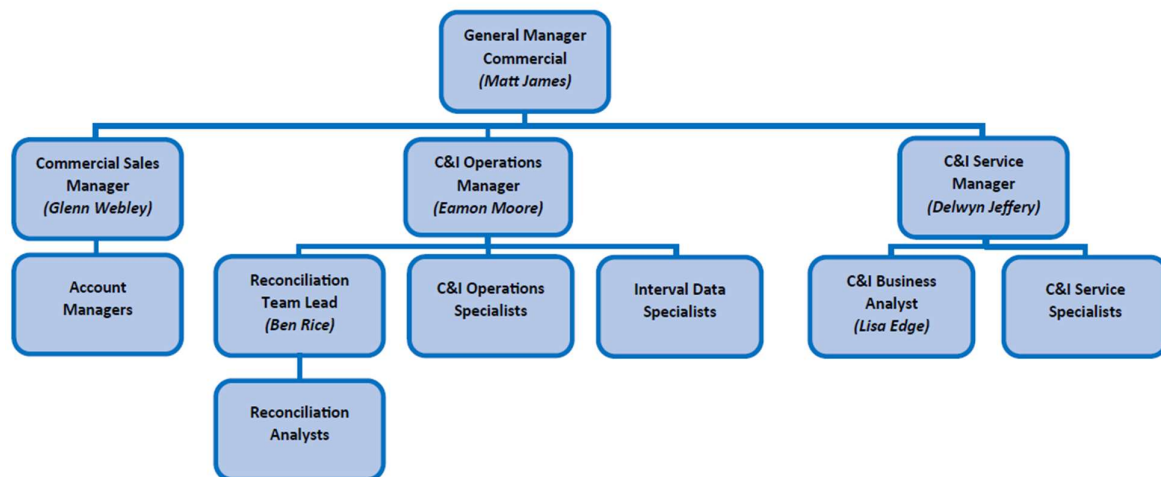 General Manager
Commercial
(Matt James)
Commercial Sales
Manager
(Glenn Webley)
C&I Operations
Manager
(Eamon Moore)
C&I Service
Manager
(Delwyn Jeffery)
Account
Managers
Reconciliation
Team Lead
(Ben Rice)
C&I Operations
Specialists
Interval Data
Specialists
C&I Business
Analyst
(Lisa Edge)
C&I Service
Specialists
Reconciliation
Analysts